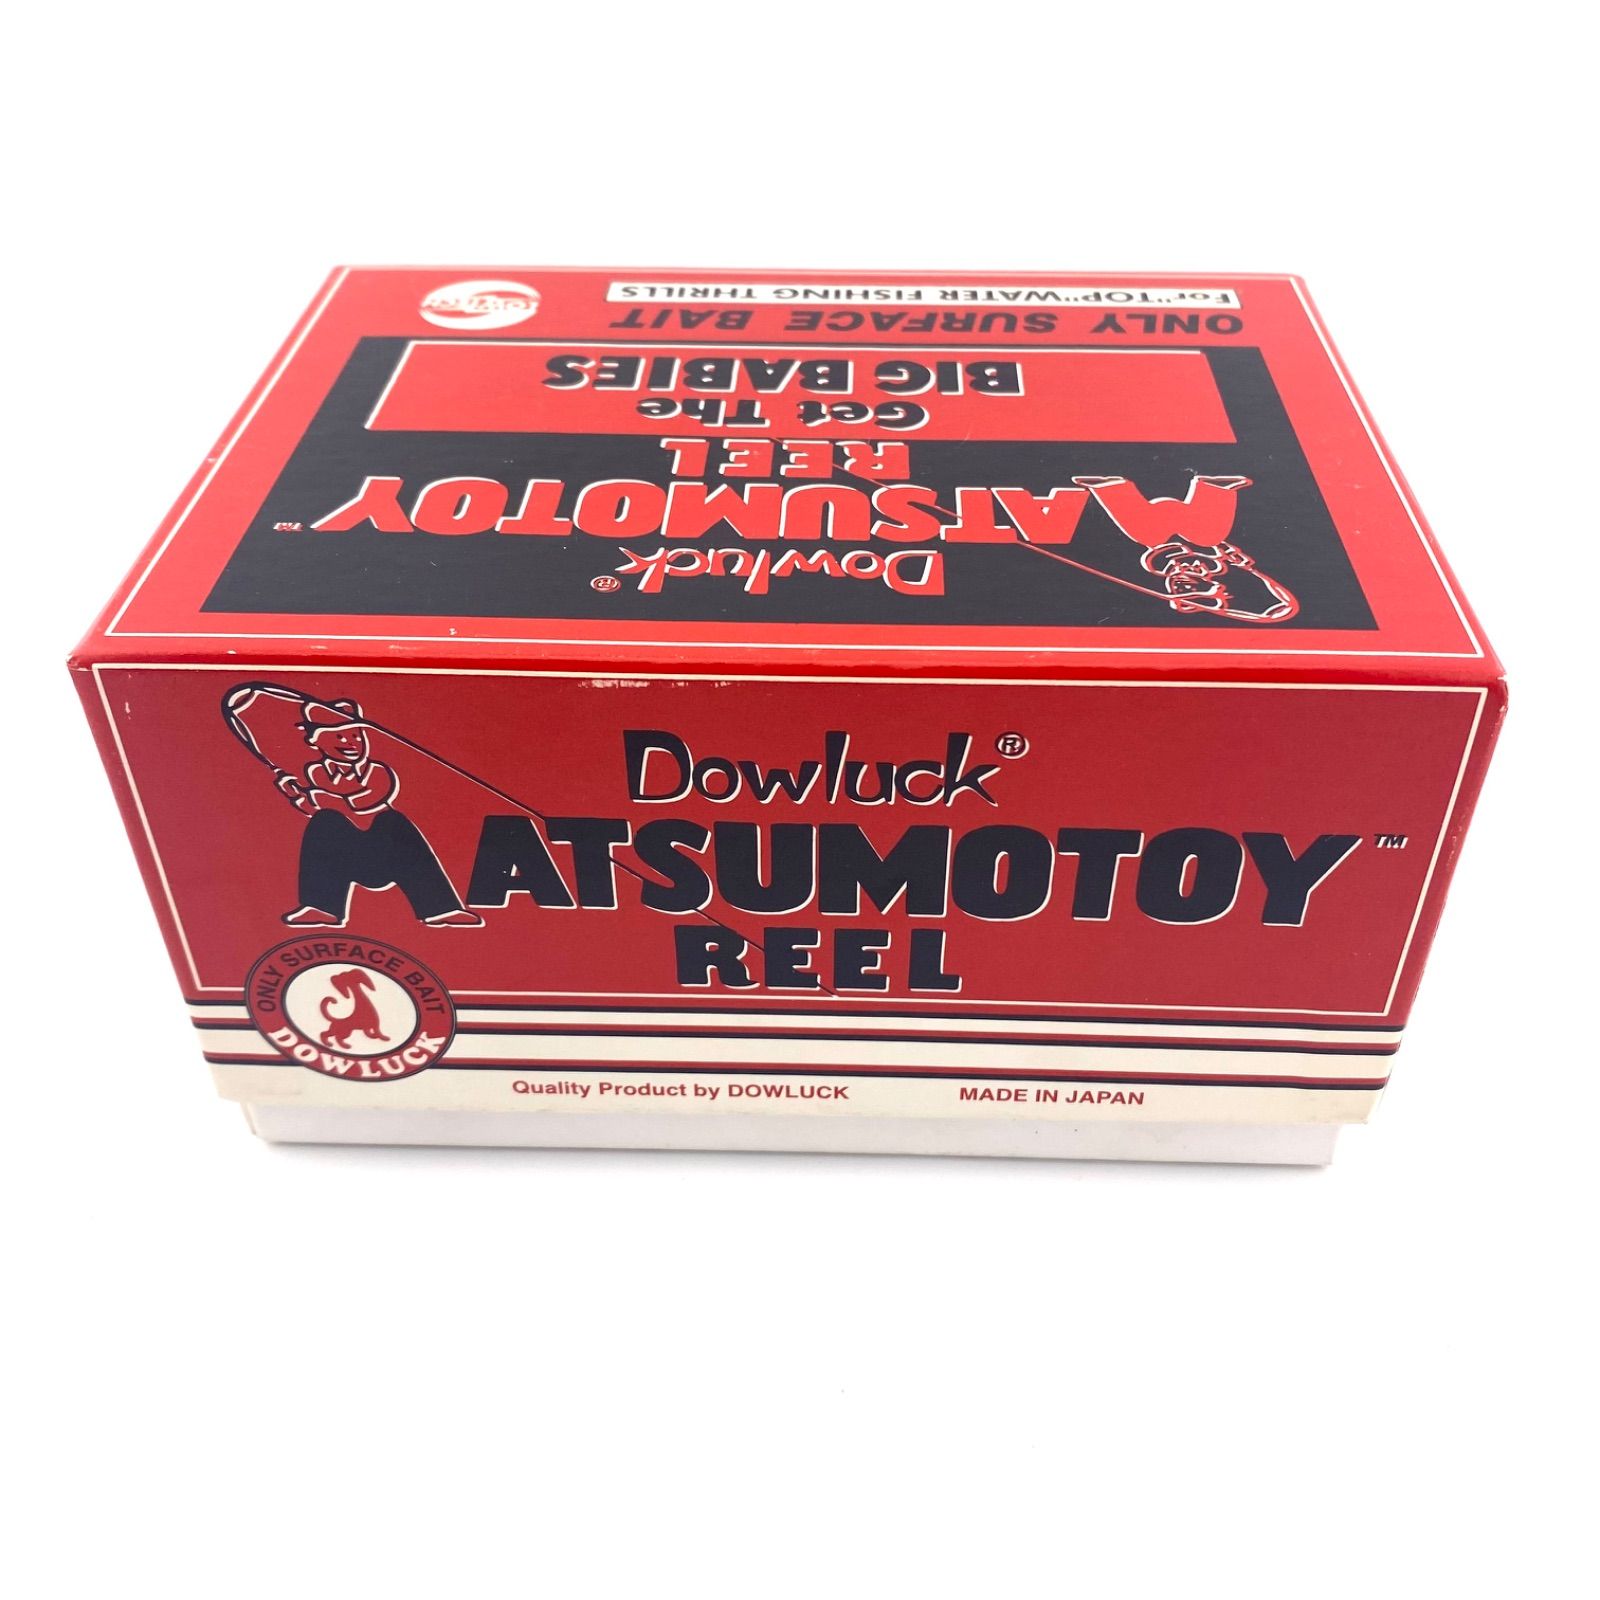 For "TOP" WATER FISHING THRILLS
ONLY SURFACE BAIT
Get The
BIG BABIES
Dowluck®
MATSUMOTOY™
REEL
Dowluck®
MATSUMOTOY™
REEL
ONLY SURFACE BAIT
DOWLUCK
Quality Product by DOWLUCK MADE IN JAPAN